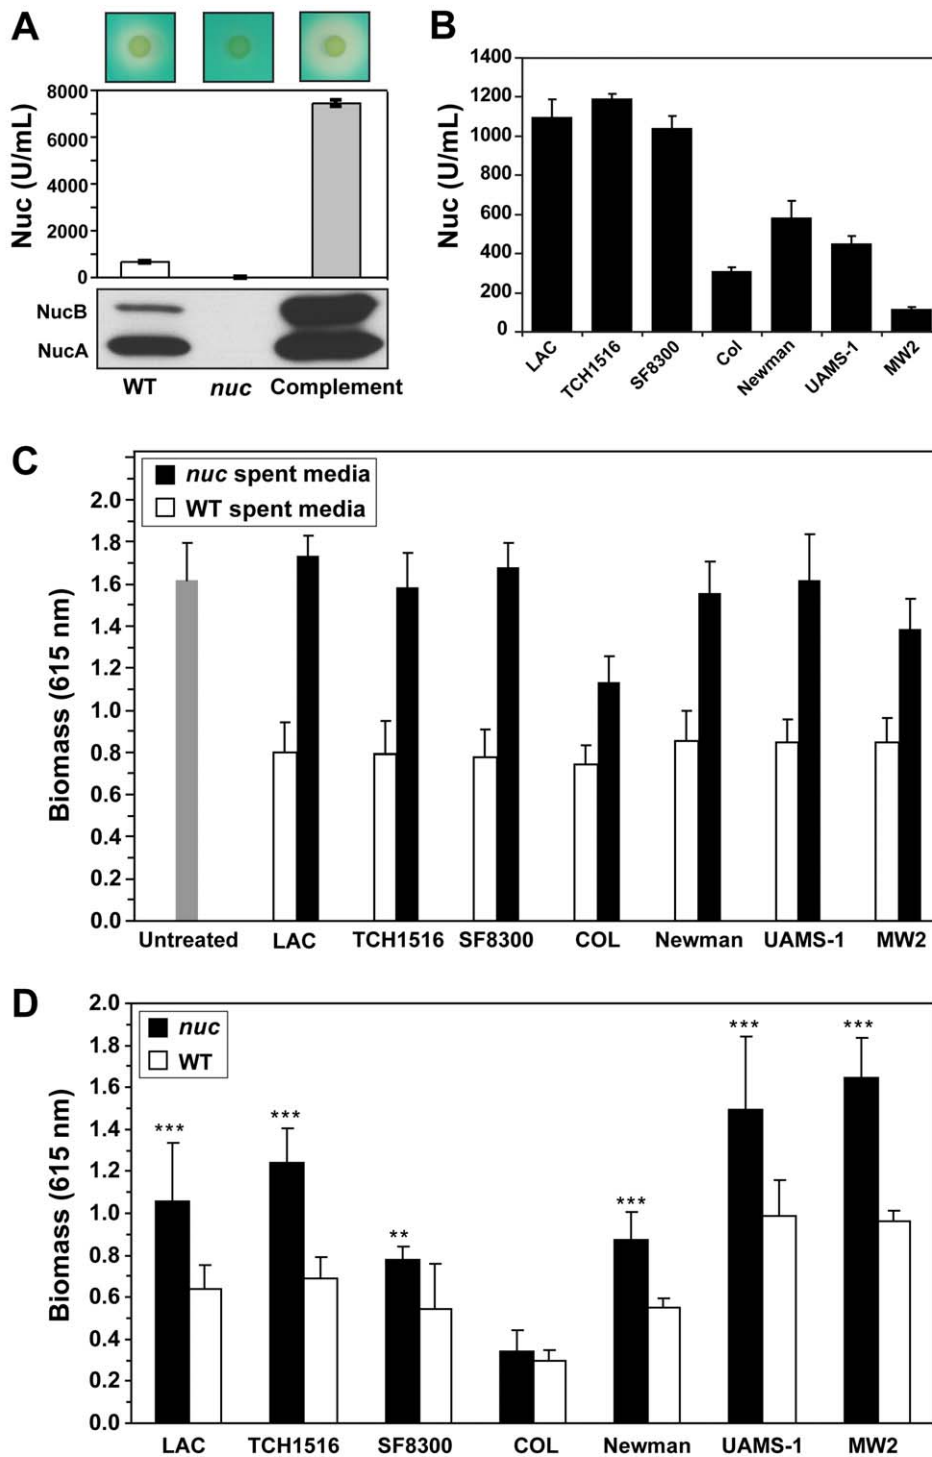 A
Nuc (U/mL)
8000
6000
4000
2000
0
NucB
NucA
WT nuc Complement
B
Nuc (U/mL)
1400
1200
1000
800
600
400
200
0
LAC TCH1516 SF8300 Col Newman UAMS-1 MW2
C
nuc spent media
WT spent media
Biomass (615 nm)
2.0
1.8
1.6
1.4
1.2
1.0
0.8
0.6
0.4
0.2
0.0
Untreated LAC TCH1516 SF8300 COL Newman UAMS-1 MW2
D
nuc
WT
Biomass (615 nm)
2.0
1.8
1.6
1.4
1.2
1.0
0.8
0.6
0.4
0.2
0.0
*** *** ** *** *** ***
LAC TCH1516 SF8300 COL Newman UAMS-1 MW2